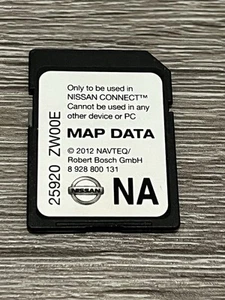 Only to be used in
NISSAN CONNECT™
Cannot be used in any
other device or PC
MAP DATA
© 2012 NAVTEQ/
Robert Bosch GmbH
8 928 800 131
NISSAN
NA
25920 ZW00E